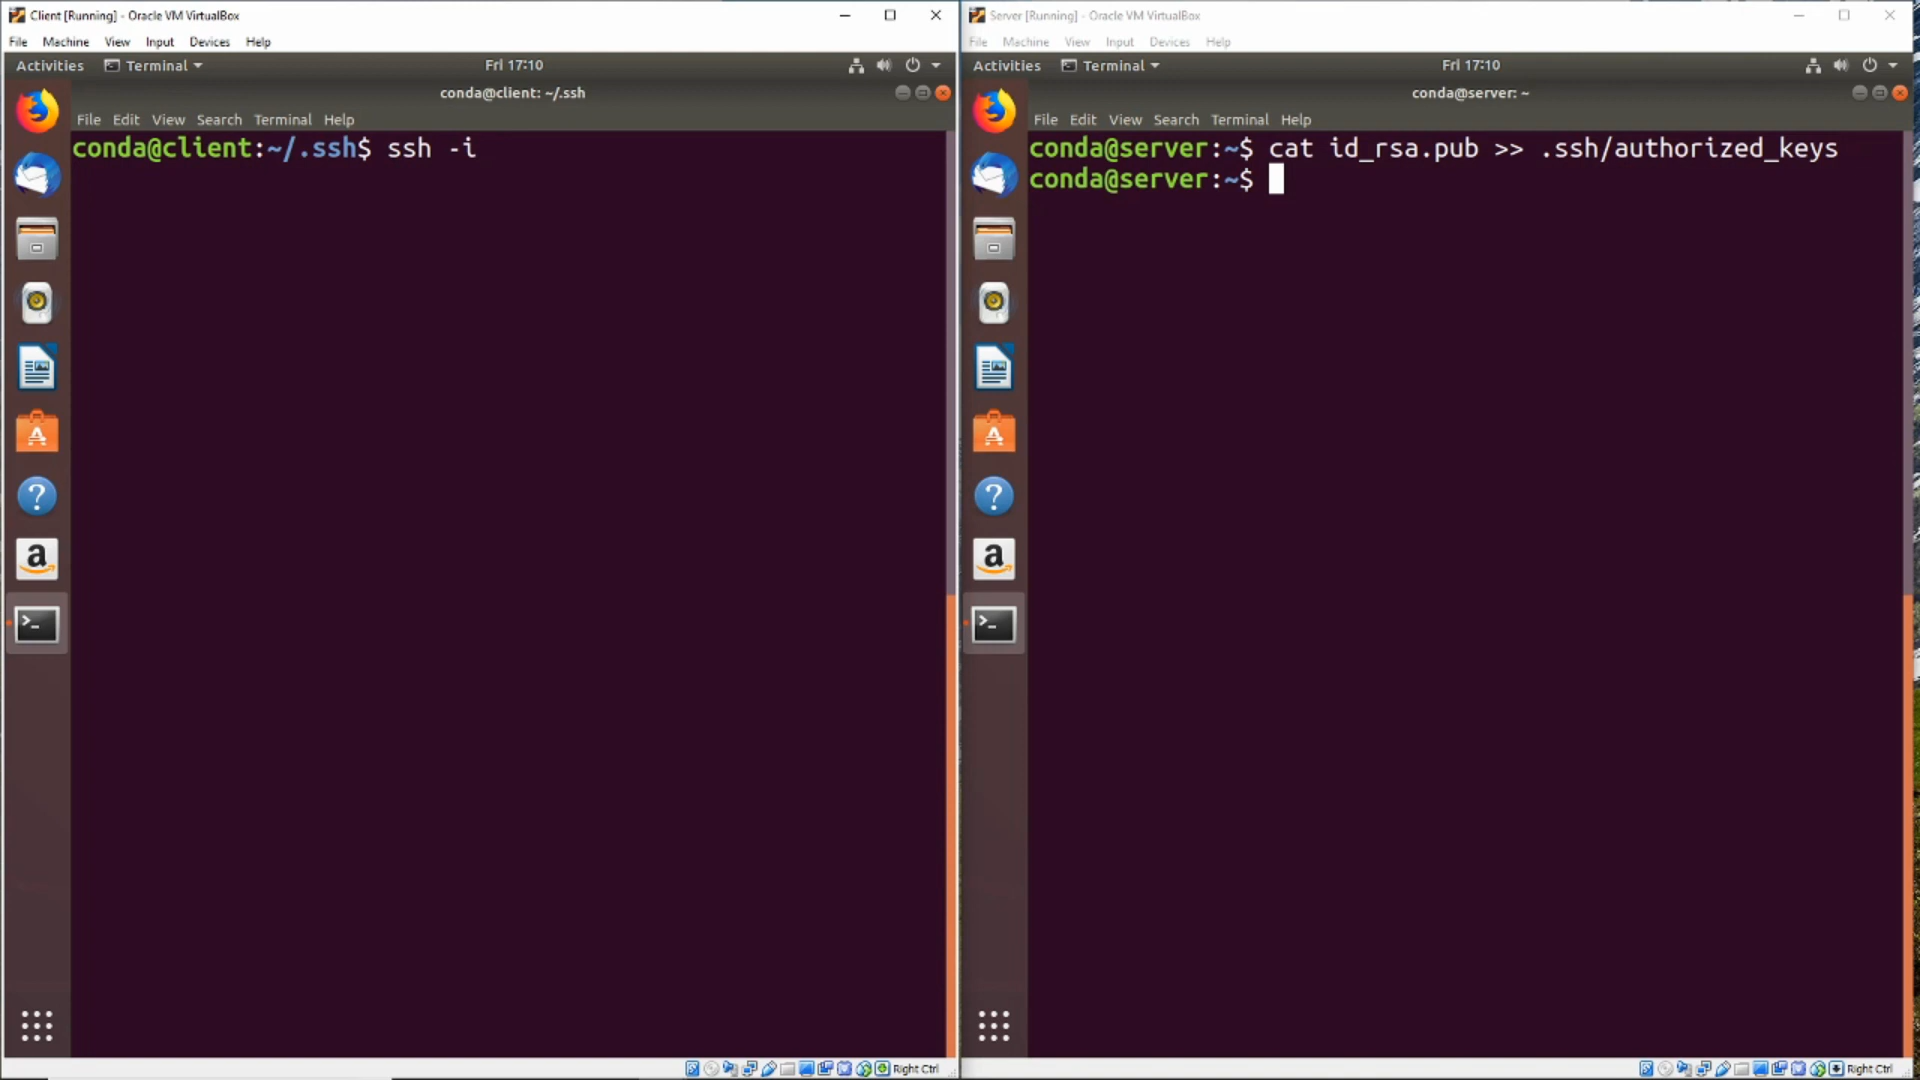 Client [Running] - Oracle VM VirtualBox
File Machine View Input Devices Help
Activities Terminal Fri 17:10
conda@client: ~/.ssh
File Edit View Search Terminal Help
conda@client:~/.ssh$ ssh -i
Right Ctrl
Server [Running] - Oracle VM VirtualBox
File Machine View Input Devices Help
Activities Terminal Fri 17:10
conda@server: ~
File Edit View Search Terminal Help
conda@server:~$ cat id_rsa.pub >> .ssh/authorized_keys
conda@server:~$
Right Ctrl